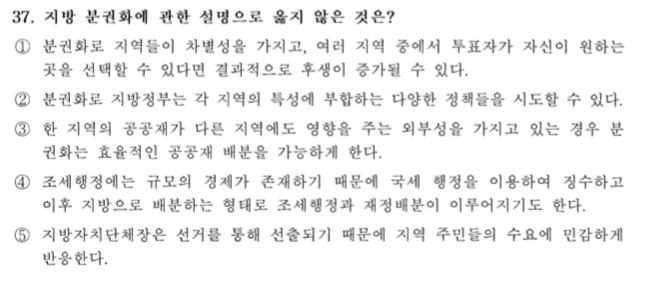 37. 지방 분권화에 관한 설명으로 옳지 않은 것은?
① 분권화로 지역들이 차별성을 가지고, 여러 지역 중에서 투표자가 자신이 원하는
곳을 선택할 수 있다면 결과적으로 후생이 증가될 수 있다.
② 분권화로 지방정부는 각 지역의 특성에 부합하는 다양한 정책들을 시도할 수 있다.
③ 한 지역의 공공재가 다른 지역에도 영향을 주는 외부성을 가지고 있는 경우 분
권화는 효율적인 공공재 배분을 가능하게 한다.
④ 조세행정에는 규모의 경제가 존재하기 때문에 국세 행정을 이용하여 징수하고
이후 지방으로 배분하는 형태로 조세행정과 재정배분이 이루어지기도 한다.
⑤ 지방자치단체장은 선거를 통해 선출되기 때문에 지역 주민들의 수요에 민감하게
반응한다.